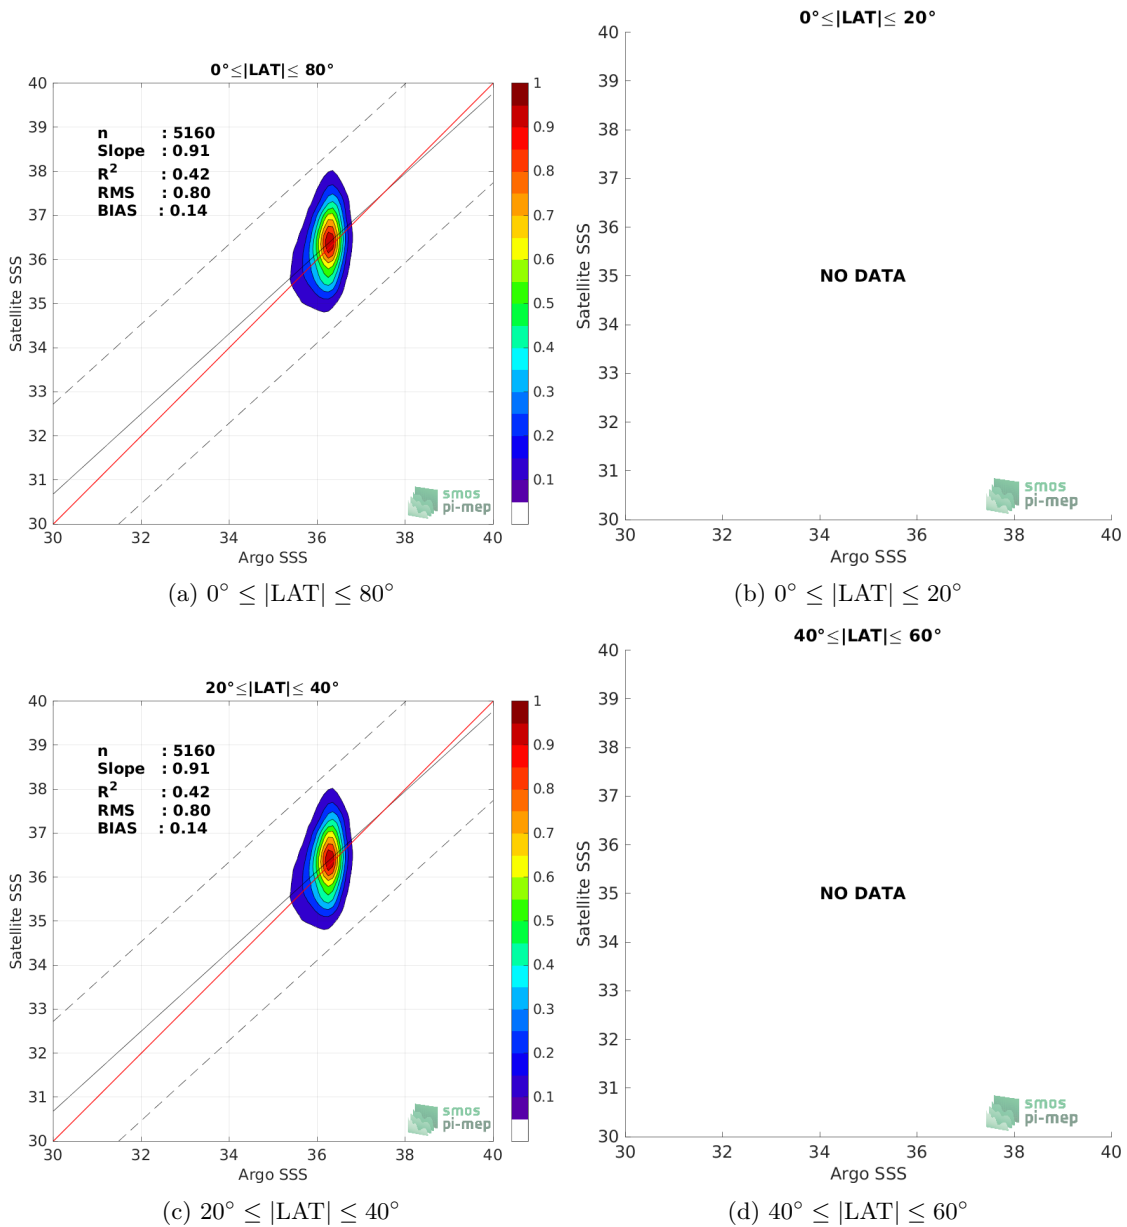 0°≤|LAT|≤ 80°
40
39
38
37
36
35
34
33
32
31
30
Satellite SSS
n : 5160
Slope : 0.91
R² : 0.42
RMS : 0.80
BIAS : 0.14
30 32 34 36 38 40
Argo SSS
1
0.9
0.8
0.7
0.6
0.5
0.4
0.3
0.2
0.1
smos
pi-mep
(a) 0° ≤ |LAT| ≤ 80°
0°≤|LAT|≤ 20°
40
39
38
37
36
35
34
33
32
31
30
Satellite SSS
NO DATA
30 32 34 36 38 40
Argo SSS
smos
pi-mep
(b) 0° ≤ |LAT| ≤ 20°
20°≤|LAT|≤ 40°
40
39
38
37
36
35
34
33
32
31
30
Satellite SSS
n : 5160
Slope : 0.91
R² : 0.42
RMS : 0.80
BIAS : 0.14
30 32 34 36 38 40
Argo SSS
1
0.9
0.8
0.7
0.6
0.5
0.4
0.3
0.2
0.1
smos
pi-mep
(c) 20° ≤ |LAT| ≤ 40°
40°≤|LAT|≤ 60°
40
39
38
37
36
35
34
33
32
31
30
Satellite SSS
NO DATA
30 32 34 36 38 40
Argo SSS
smos
pi-mep
(d) 40° ≤ |LAT| ≤ 60°